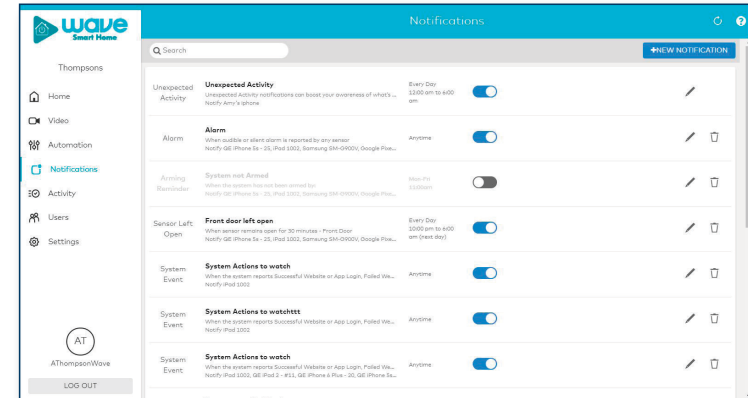 wave
Smart Home
Notifications
Search
+NEW NOTIFICATION
Thompsons
Home
Video
Automation
Notifications
Activity
Users
Settings
AT
AThompsonWave
LOG OUT
Unexpected Activity
Unexpected Activity
Unexpected Activity notifications can boost your awareness of what's ...
Notify Amy's iphone
Every Day
12:00 am to 6:00
am
Alarm
Alarm
When audible or silent alarm is reported by any sensor
Notify QE iPhone 5s - 25, iPad 1002, Samsung SM-G900V, Google Pixe...
Anytime
Arming
Reminder
System not Armed
When the system has not been armed by:
Notify QE iPhone 5s - 25, iPad 1002, Samsung SM-G900V, Google Pixe...
Mon-Fri
11:00am
Sensor Left
Open
Front door left open
When sensor remains open for 30 minutes - Front Door
Notify QE iPhone 5s - 25, iPad 1002, Samsung SM-G900V, Google Pixe...
Every Day
10:00 am to 6:00
am (next day)
System
Event
System Actions to watch
When the system reports Successful Website or App Login, Failed We...
Notify iPad 1002
Anytime
System
Event
System Actions to watchttt
When the system reports Successful Website or App Login, Failed We...
Notify iPad 1002
Anytime
System
Event
System Actions to watch
When the system reports Successful Website or App Login, Failed We...
Notify iPad 1002, QE iPad 2 - #11, QE iPhone 6 Plus - 20, QE iPhone 5s...
Anytime